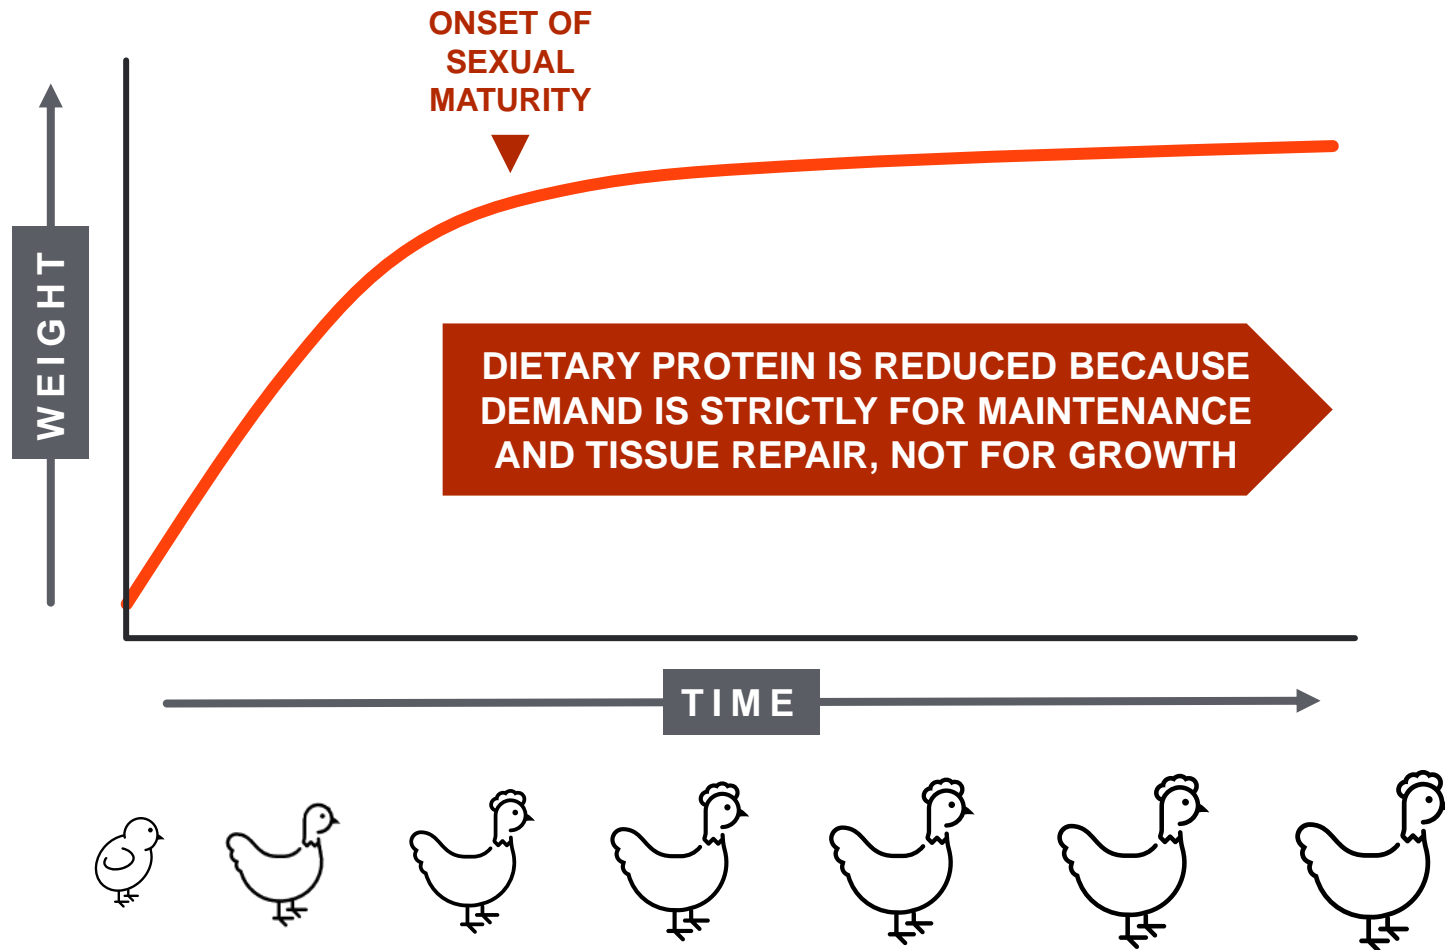 ONSET OF
SEXUAL
MATURITY
WEIGHT
DIETARY PROTEIN IS REDUCED BECAUSE
DEMAND IS STRICTLY FOR MAINTENANCE
AND TISSUE REPAIR, NOT FOR GROWTH
TIME